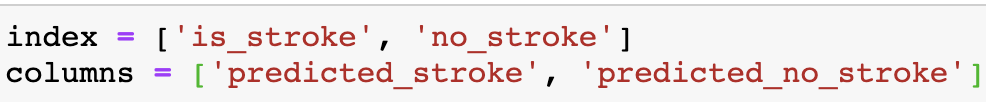 index = ['is_stroke', 'no_stroke']
columns = ['predicted_stroke', 'predicted_no_stroke']